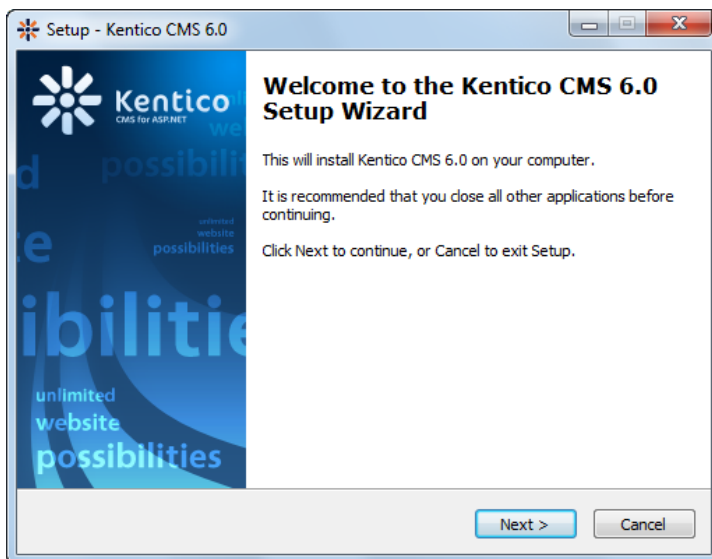 Setup - Kentico CMS 6.0
Kentico
CMS for ASP.NET
we
d possibilit
unlimited
website
:e possibilities
ibilitie
unlimited
website
possibilities
Welcome to the Kentico CMS 6.0
Setup Wizard
This will install Kentico CMS 6.0 on your computer.
It is recommended that you close all other applications before
continuing.
Click Next to continue, or Cancel to exit Setup.
Next >
Cancel